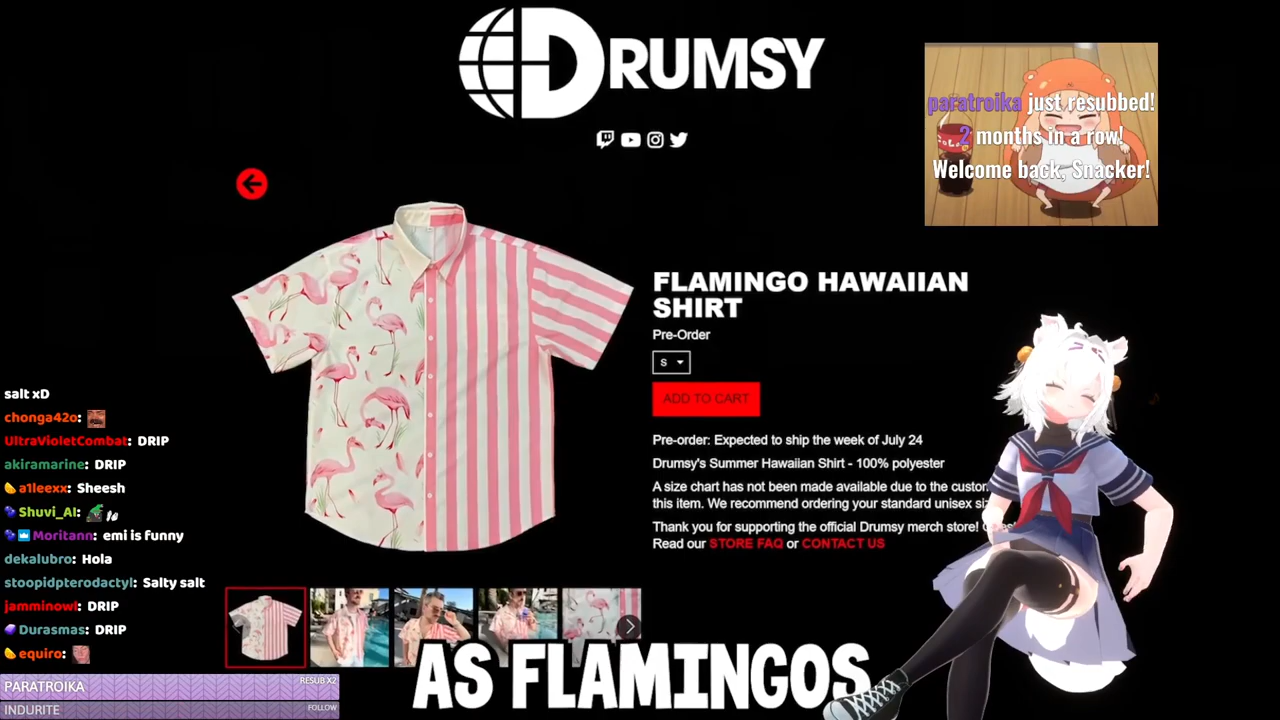 DRUMSY
paratroika just resubbed!
2 months in a row!
Welcome back, Snacker!
FLAMINGO HAWAIIAN
SHIRT
Pre-Order
S
ADD TO CART
Pre-order: Expected to ship the week of July 24
Drumsy's Summer Hawaiian Shirt - 100% polyester
A size chart has not been made available due to the
this item. We recommend ordering your standard unisex
Thank you for supporting the official Drumsy merch store!
Read our STORE FAQ or CONTACT US
salt xD
chonga42o:
UltraVioletCombat: DRIP
akiramarine: DRIP
a1leexx: Sheesh
Shuvi_AI:
Moritann: emi is funny
dekalubro: Hola
stoopidpterodactyl: Salty salt
jamminowl: DRIP
Durasmas: DRIP
equiro:
PARATROIKA RESUB X2
INDURITE FOLLOW
AS FLAMINGOS